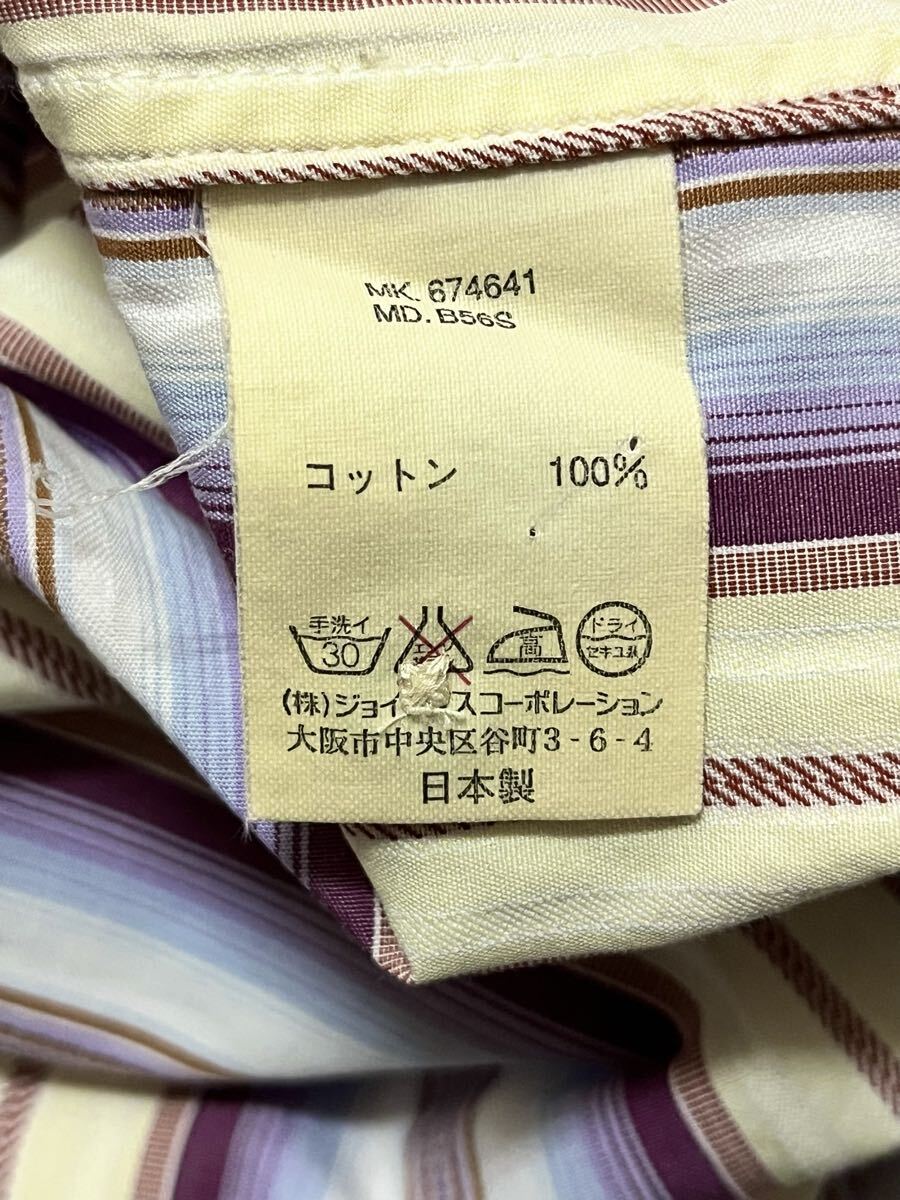 MK. 674641
MD. B56S
コットン 100%
手洗イ 30 高 ドライ セキユ系
(株)ジョイ スコーポレーション
大阪市中央区谷町3-6-4
日本製